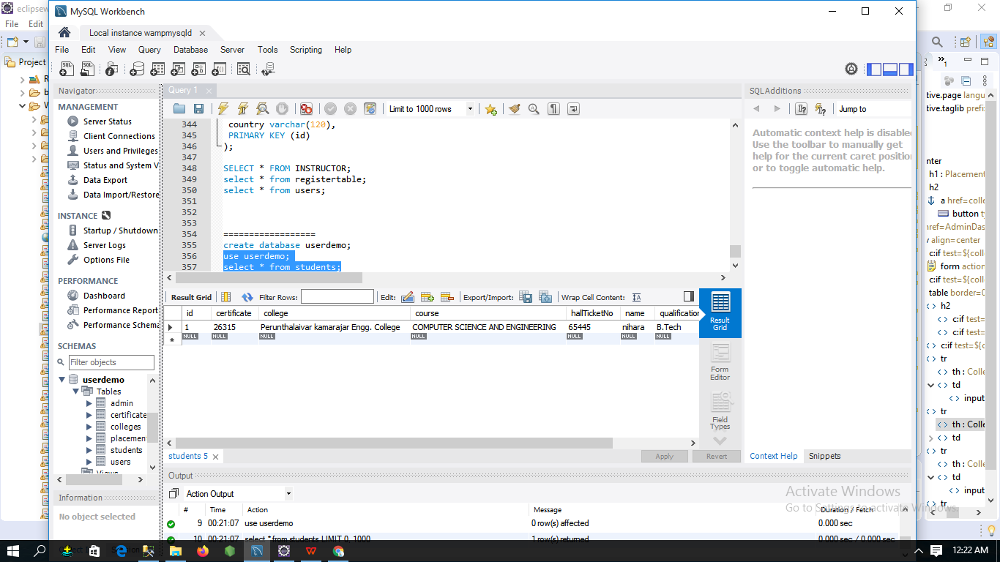 eclipsew
File Edit
Project
MySQL Workbench
Local instance wampmysqld
File Edit View Query Database Server Tools Scripting Help
Navigator
MANAGEMENT
Server Status
Client Connections
Users and Privileges
Status and System V
Data Export
Data Import/Restore
INSTANCE
Startup / Shutdown
Server Logs
Options File
PERFORMANCE
Dashboard
Performance Report
Performance Schema
SCHEMAS
Filter objects
userdemo
Tables
admin
certificate
colleges
placemen
students
users
Views
Information
No object selected
Query 1
Limit to 1000 rows
344 country varchar(120),
345 PRIMARY KEY (id)
346 );
347
348 SELECT * FROM INSTRUCTOR;
349 select * from registertable;
350 select * from users;
351
352
353
354 ==================
355 create database userdemo;
356 use userdemo;
357 select * from students;
Result Grid Filter Rows: Edit: Export/Import: Wrap Cell Content:
id certificate college course hallTicketNo name qualification
1 26315 Perunthalaivar kamarajar Engg. College COMPUTER SCIENCE AND ENGINEERING 65445 nihara B.Tech
NULL NULL NULL NULL NULL NULL NULL
Result
Grid
Form
Editor
Field
Types
students 5
Apply Revert
Output
Action Output
# Time Action Message Duration / Fetch
9 00:21:07 use userdemo 0 row(s) affected 0.000 sec
10 00:21:07 select * from students LIMIT 0, 1000 1 row(s) returned 0.000 sec / 0.000 sec
SQLAdditions
Jump to
Automatic context help is disabled
Use the toolbar to manually get
help for the current caret position
or to toggle automatic help.
Context Help Snippets
tive.page langu
tive.taglib prefi
nter
h1 : Placement
h2
a href=colle
button ty
href=AdminDas
y align=center
c:if test=${coll
form action
c:if test=${coll
table border=0
h2
c:if test=
c:if test=
c:if test=${c
tr
th : Colle
td
input
tr
th : Colle
td
tr
th : Colle
td
input
tr
Activate Windows
Go to Settings to activate Windows.
12:22 AM